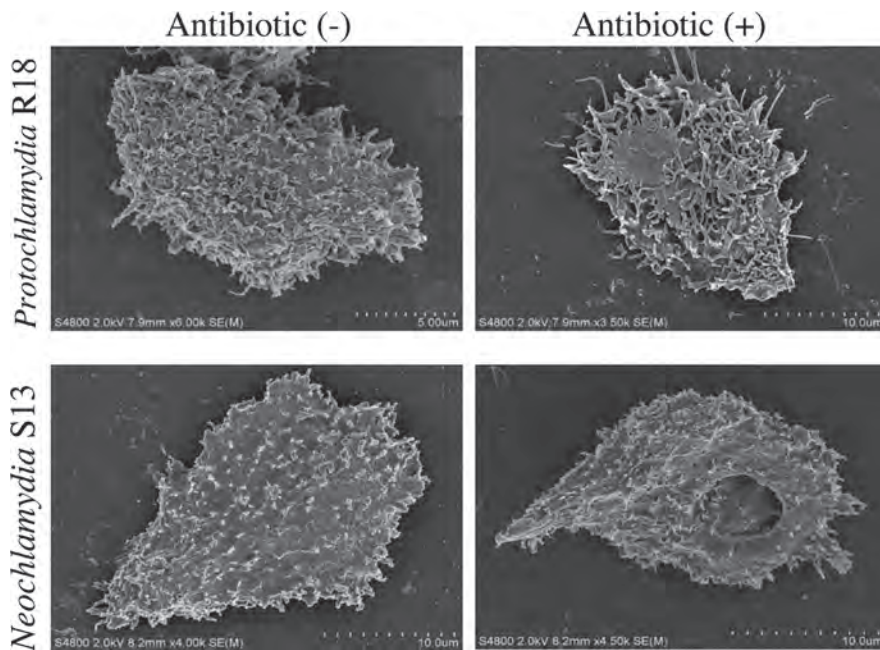 Antibiotic (-)
Antibiotic (+)
Protochlamydia R18
S4800 2.0kV 7.9mm x6.00k SE(M)
5.00um
S4800 2.0kV 7.9mm x3.50k SE(M)
10.0um
Neochlamydia S13
S4800 2.0kV 8.2mm x4.00k SE(M)
10.0um
S4800 2.0kV 8.2mm x4.50k SE(M)
10.0um